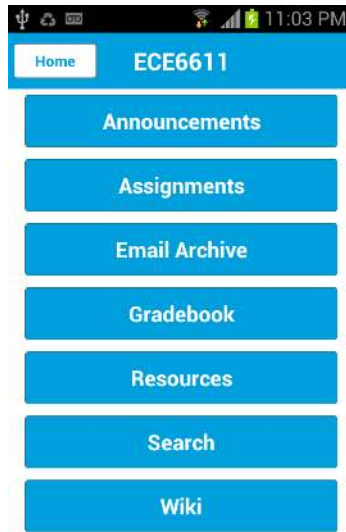 11:03 PM
Home ECE6611
Announcements
Assignments
Email Archive
Gradebook
Resources
Search
Wiki